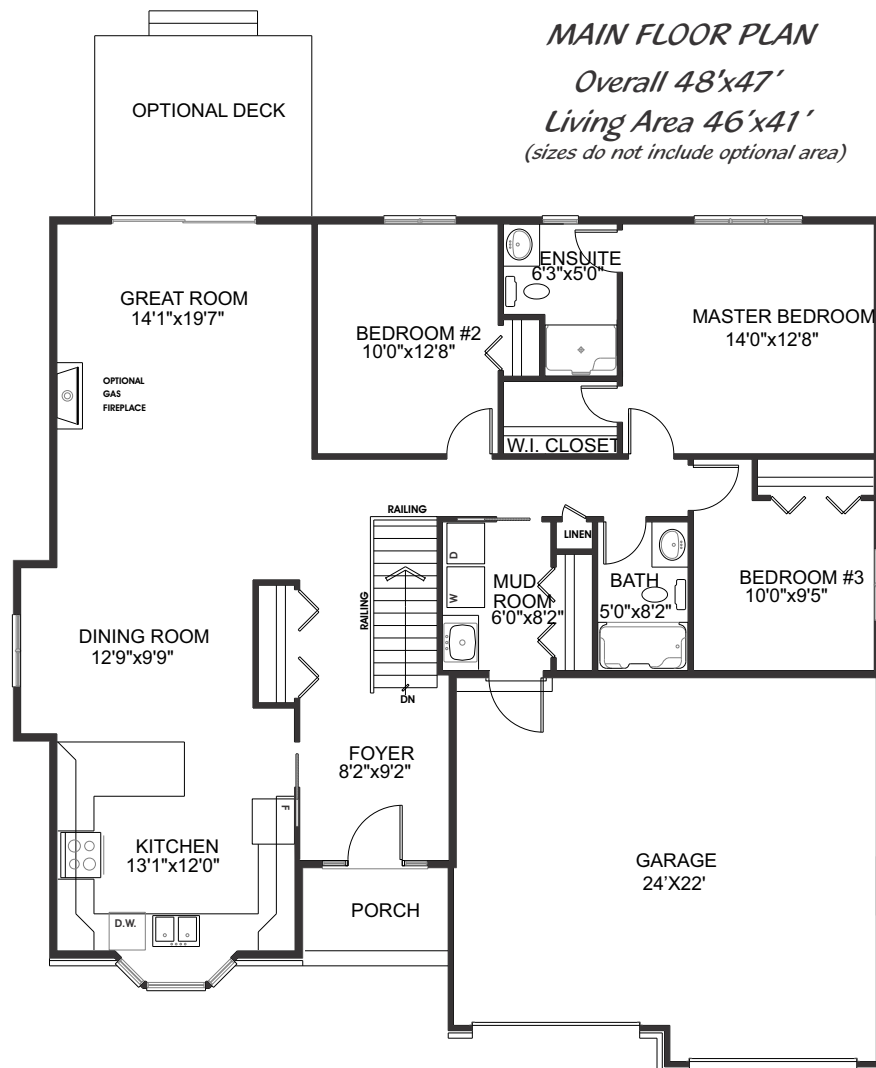 MAIN FLOOR PLAN
Overall 48'x47'
Living Area 46'x41'
(sizes do not include optional area)
OPTIONAL DECK
GREAT ROOM
14'1"x19'7"
OPTIONAL
GAS
FIREPLACE
BEDROOM #2
10'0"x12'8"
ENSUITE
6'3"x5'0"
MASTER BEDROOM
14'0"x12'8"
W.I. CLOSET
RAILING
RAILING
DN
D
W
MUD
ROOM
6'0"x8'2"
LINEN
BATH
5'0"x8'2"
BEDROOM #3
10'0"x9'5"
DINING ROOM
12'9"x9'9"
FOYER
8'2"x9'2"
F
KITCHEN
13'1"x12'0"
D.W.
PORCH
GARAGE
24'X22'